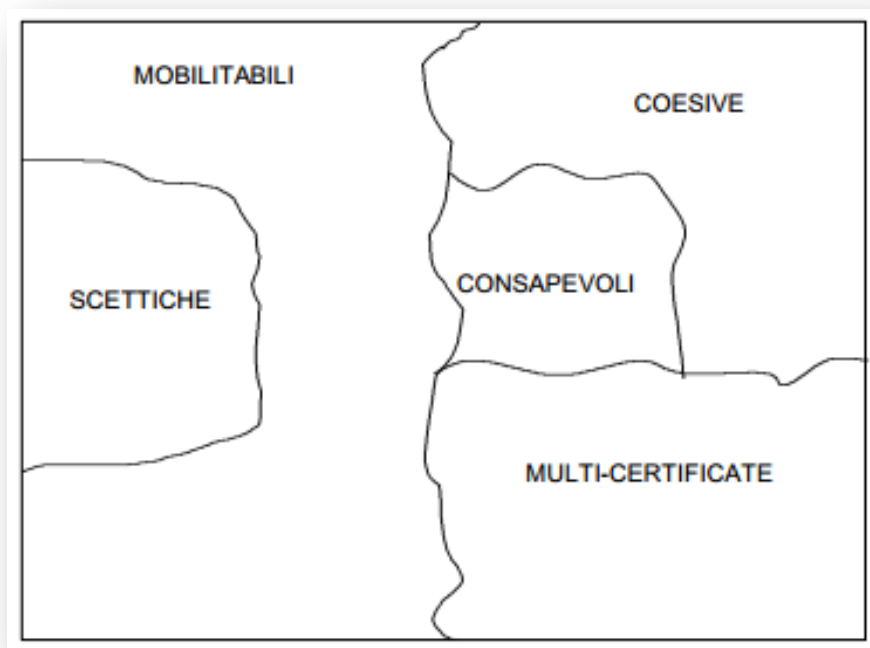 MOBILITABILI
COESIVE
SCETTICHE
CONSAPEVOLI
MULTI-CERTIFICATE